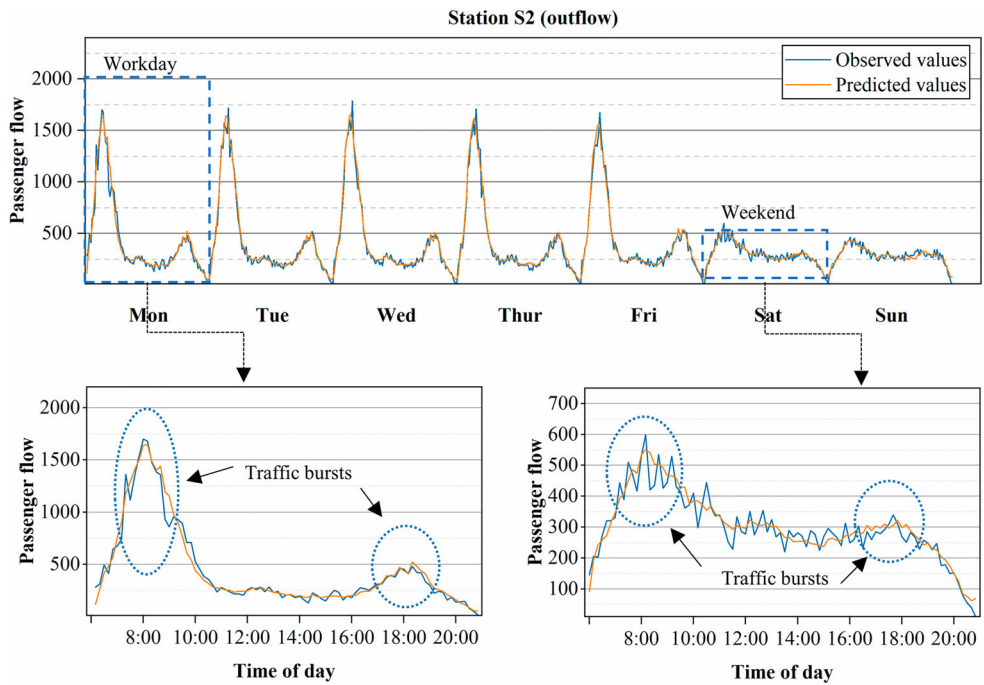 Station S2 (outflow)
Workday
Observed values
Predicted values
Passenger flow
2000
1500
1000
500
Weekend
Mon Tue Wed Thur Fri Sat Sun
Passenger flow
2000
1500
1000
500
Traffic bursts
8:00 10:00 12:00 14:00 16:00 18:00 20:00
Time of day
Passenger flow
700
600
500
400
300
200
100
Traffic bursts
8:00 10:00 12:00 14:00 16:00 18:00 20:00
Time of day